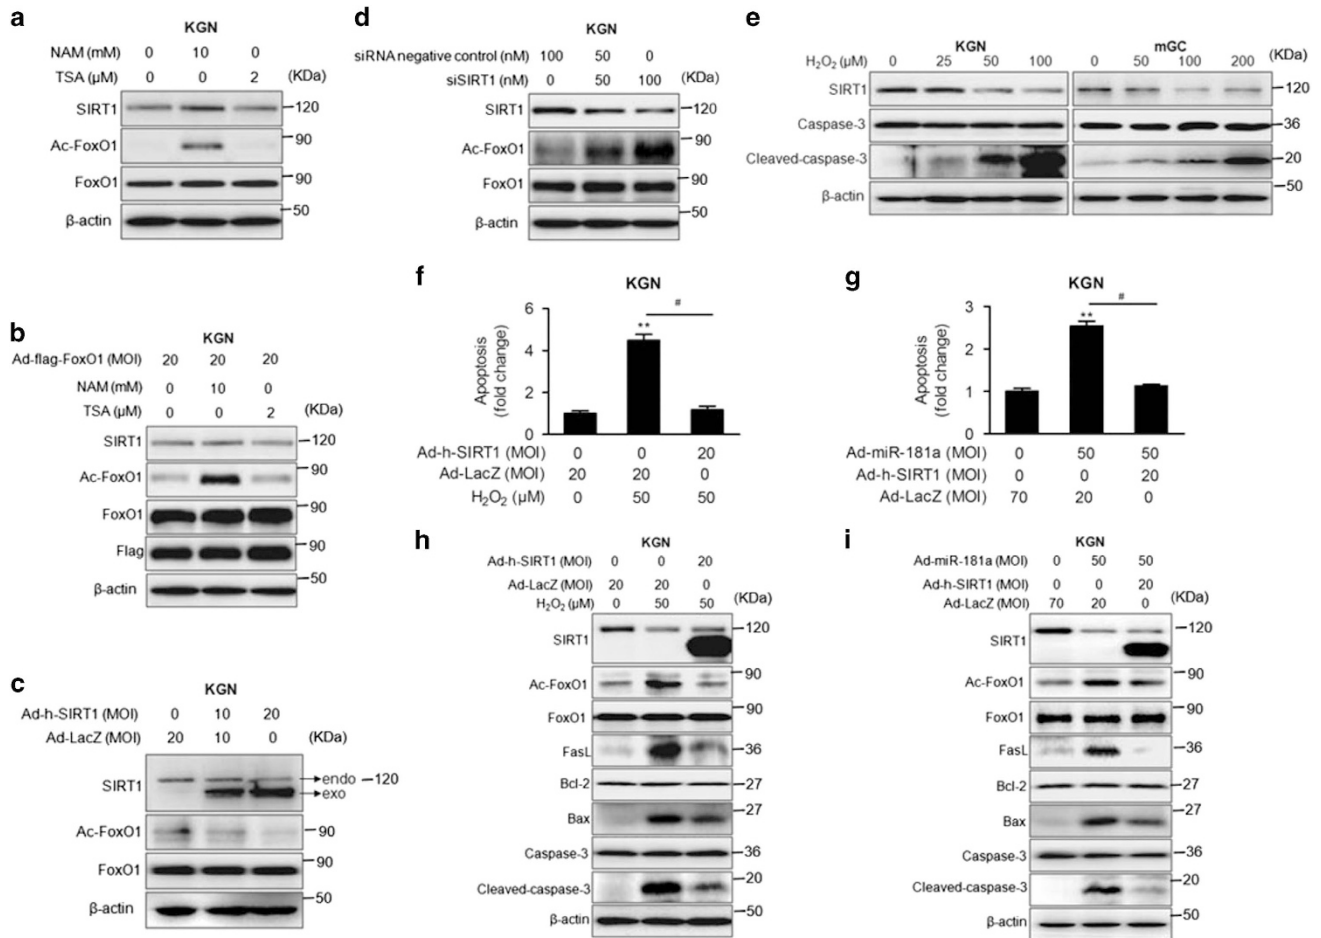 a
KGN
NAM (mM) 0 10 0
TSA (µM) 0 0 2 (KDa)
SIRT1 120
Ac-FoxO1 90
FoxO1 90
β-actin 50
b
KGN
Ad-flag-FoxO1 (MOI) 20 20 20
NAM (mM) 0 10 0
TSA (µM) 0 0 2 (KDa)
SIRT1 120
Ac-FoxO1 90
FoxO1 90
Flag 90
β-actin 50
c
KGN
Ad-h-SIRT1 (MOI) 0 10 20
Ad-LacZ (MOI) 20 10 0 (KDa)
SIRT1 endo 120
exo
Ac-FoxO1 90
FoxO1 90
β-actin 50
d
KGN
siRNA negative control (nM) 100 50 0
siSIRT1 (nM) 0 50 100 (KDa)
SIRT1 120
Ac-FoxO1 90
FoxO1 90
β-actin 50
e
KGN mGC
H2O2 (µM) 0 25 50 100 0 50 100 200 (KDa)
SIRT1 120
Caspase-3 36
Cleaved-caspase-3 20
β-actin 50
f
KGN
Apoptosis
(fold change)
6
4
2
0
**
#
Ad-h-SIRT1 (MOI) 0 0 20
Ad-LacZ (MOI) 20 20 0
H2O2 (µM) 0 50 50
g
KGN
Apoptosis
(fold change)
3
2
1
0
**
#
Ad-miR-181a (MOI) 0 50 50
Ad-h-SIRT1 (MOI) 0 0 20
Ad-LacZ (MOI) 70 20 0
h
KGN
Ad-h-SIRT1 (MOI) 0 0 20
Ad-LacZ (MOI) 20 20 0
H2O2 (µM) 0 50 50 (KDa)
SIRT1 120
Ac-FoxO1 90
FoxO1 90
FasL 36
Bcl-2 27
Bax 27
Caspase-3 36
Cleaved-caspase-3 20
β-actin 50
i
KGN
Ad-miR-181a (MOI) 0 50 50
Ad-h-SIRT1 (MOI) 0 0 20
Ad-LacZ (MOI) 70 20 0 (KDa)
SIRT1 120
Ac-FoxO1 90
FoxO1 90
FasL 36
Bcl-2 27
Bax 27
Caspase-3 36
Cleaved-caspase-3 20
β-actin 50